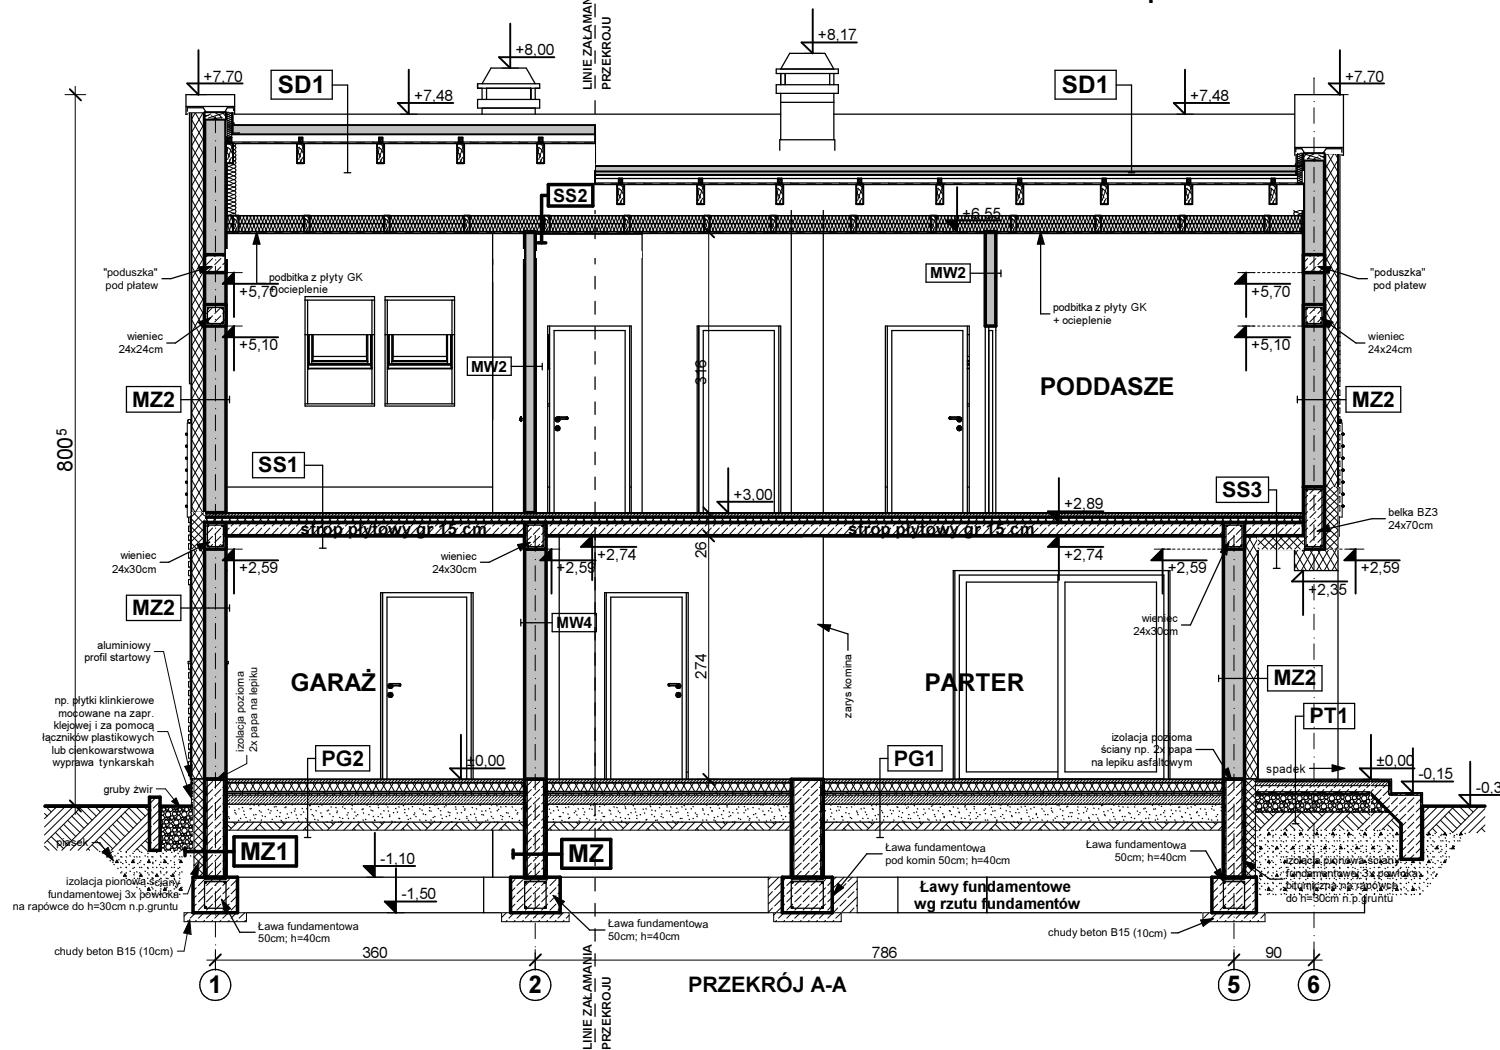 LINIE ZAŁAMANIA
PRZEKROJU
+8,00
+8,17
+7,70
SD1
+7,48
SD1
+7,48
+7,70
SS2
+6,55
"poduszka"
pod płatew
+5,70
podbitka z płyty GK
+ ocieplenie
MW2
podbitka z płyty GK
+ ocieplenie
+5,70
"poduszka"
pod płatew
wieniec
24x24cm
+5,10
+5,10
wieniec
24x24cm
MW2
316
PODDASZE
MZ2
MZ2
800⁵
SS1
SS3
+3,00
+2,89
belka BZ3
24x70cm
strop płytowy gr 15 cm
strop płytowy gr 15 cm
wieniec
24x30cm
+2,59
wieniec
24x30cm
+2,59
+2,74
26
+2,74
+2,59
+2,35
+2,59
MZ2
MW4
wieniec
24x30cm
aluminiowy
profil startowy
GARAŻ
izolacja pozioma
2x papa na lepiku
274
zarys komina
PARTER
MZ2
np. płytki klinkierowe
mocowane na zapr.
klejowej i za pomocą
łączników plastikowych
lub cienkowarstwowa
wyprawa tynkarskah
PT1
PG2
±0,00
PG1
izolacja pozioma
ściany np. 2x papa
na lepiku asfaltowym
spadek
±0,00
-0,15
-0,3
gruby żwir
piasek
MZ1
-1,10
MZ
Ława fundamentowa
pod komin 50cm; h=40cm
Ława fundamentowa
50cm; h=40cm
izolacja pionowa ściany
fundamentowej 3x powłoka
bitumiczna na rapówce
do h=30cm n.p.gruntu
izolacja pionowa ściany
fundamentowej 3x powłoka
na rapówce do h=30cm n.p.gruntu
-1,50
Ławy fundamentowe
wg rzutu fundamentów
Ława fundamentowa
50cm; h=40cm
Ława fundamentowa
50cm; h=40cm
chudy beton B15 (10cm)
chudy beton B15 (10cm)
360
786
90
1
2
PRZEKRÓJ A-A
5
6
LINIE ZAŁAMANIA
PRZEKROJU